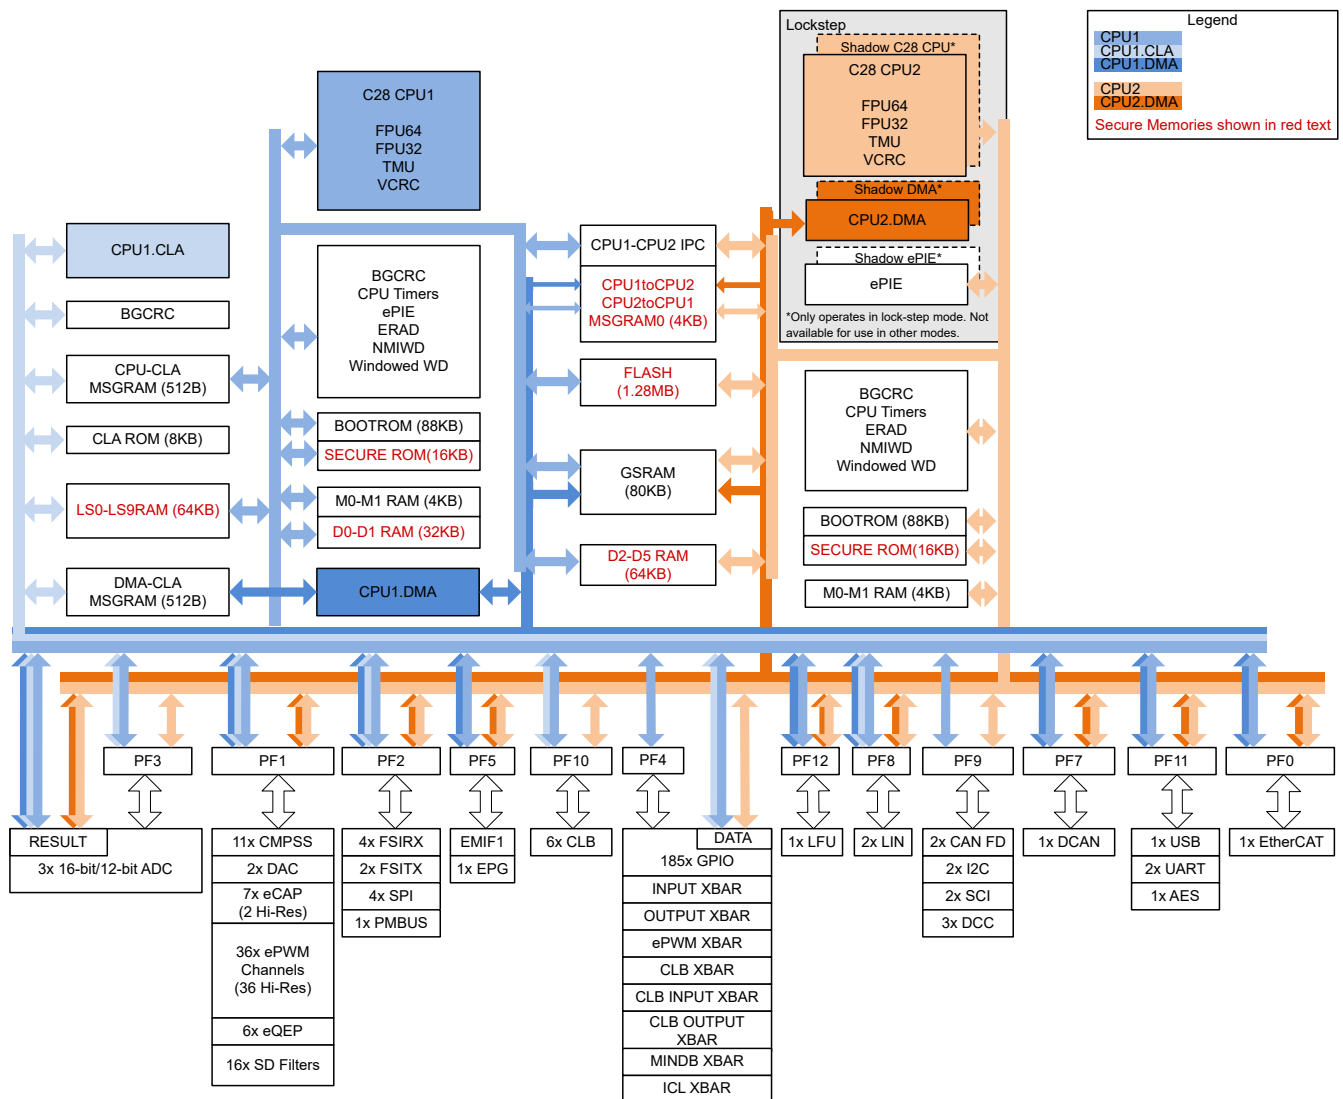 Lockstep
Shadow C28 CPU*
C28 CPU2
FPU64
FPU32
TMU
VCRC
Shadow DMA*
CPU2.DMA
Shadow ePIE*
ePIE
*Only operates in lock-step mode. Not
available for use in other modes.
Legend
CPU1
CPU1.CLA
CPU1.DMA
CPU2
CPU2.DMA
Secure Memories shown in red text
C28 CPU1
FPU64
FPU32
TMU
VCRC
CPU1.CLA
BGCRC
CPU-CLA
MSGRAM (512B)
CLA ROM (8KB)
LS0-LS9RAM (64KB)
DMA-CLA
MSGRAM (512B)
BGCRC
CPU Timers
ePIE
ERAD
NMIWD
Windowed WD
BOOTROM (88KB)
SECURE ROM(16KB)
M0-M1 RAM (4KB)
D0-D1 RAM (32KB)
CPU1.DMA
CPU1-CPU2 IPC
CPU1toCPU2
CPU2toCPU1
MSGRAM0 (4KB)
FLASH
(1.28MB)
GSRAM
(80KB)
D2-D5 RAM
(64KB)
BGCRC
CPU Timers
ERAD
NMIWD
Windowed WD
BOOTROM (88KB)
SECURE ROM(16KB)
M0-M1 RAM (4KB)
PF3
PF1
PF2
PF5
PF10
PF4
PF12
PF8
PF9
PF7
PF11
PF0
RESULT
3x 16-bit/12-bit ADC
11x CMPSS
2x DAC
7x eCAP
(2 Hi-Res)
36x ePWM
Channels
(36 Hi-Res)
6x eQEP
16x SD Filters
4x FSIRX
2x FSITX
4x SPI
1x PMBUS
EMIF1
1x EPG
6x CLB
DATA
185x GPIO
INPUT XBAR
OUTPUT XBAR
ePWM XBAR
CLB XBAR
CLB INPUT XBAR
CLB OUTPUT
XBAR
MINDB XBAR
ICL XBAR
1x LFU
2x LIN
2x CAN FD
2x I2C
2x SCI
3x DCC
1x DCAN
1x USB
2x UART
1x AES
1x EtherCAT